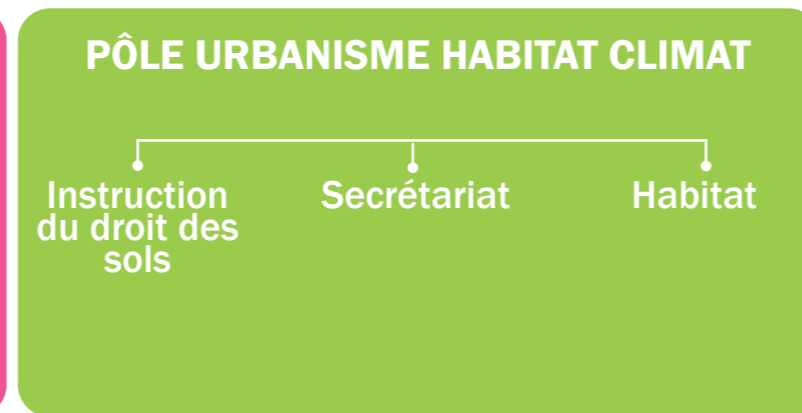 PÔLE URBANISME HABITAT CLIMAT
Instruction
du droit des
sols
Secrétariat
Habitat